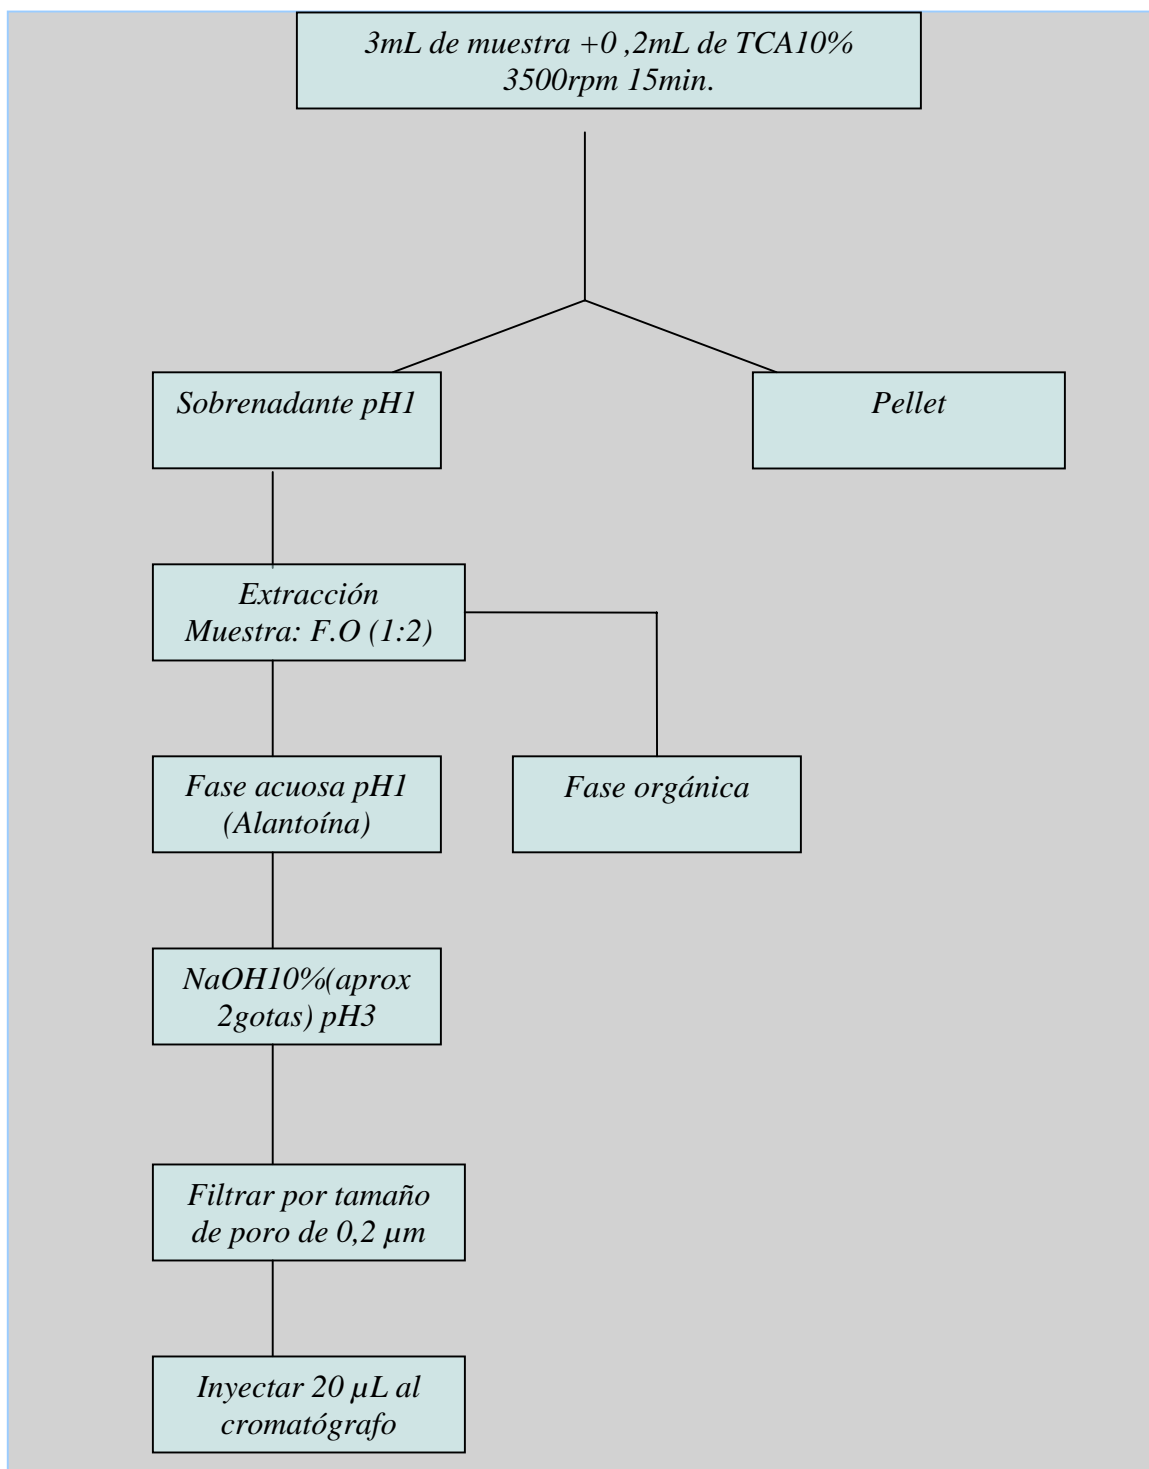 3mL de muestra +0 ,2mL de TCA10%
3500rpm 15min.
Sobrenadante pH1
Pellet
Extracción
Muestra: F.O (1:2)
Fase acuosa pH1
(Alantoína)
Fase orgánica
NaOH10%(aprox
2gotas) pH3
Filtrar por tamaño
de poro de 0,2 µm
Inyectar 20 µL al
cromatógrafo